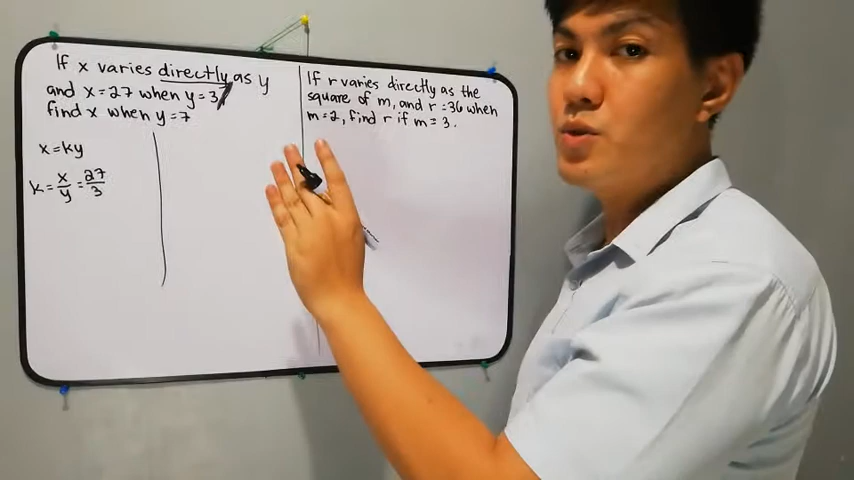 If x varies directly as y
and x=27 when y=3,
find x when y=7
x=ky
k=x/y=27/3
If r varies directly as the
square of m, and r=36 when
m=2, find r if m=3.